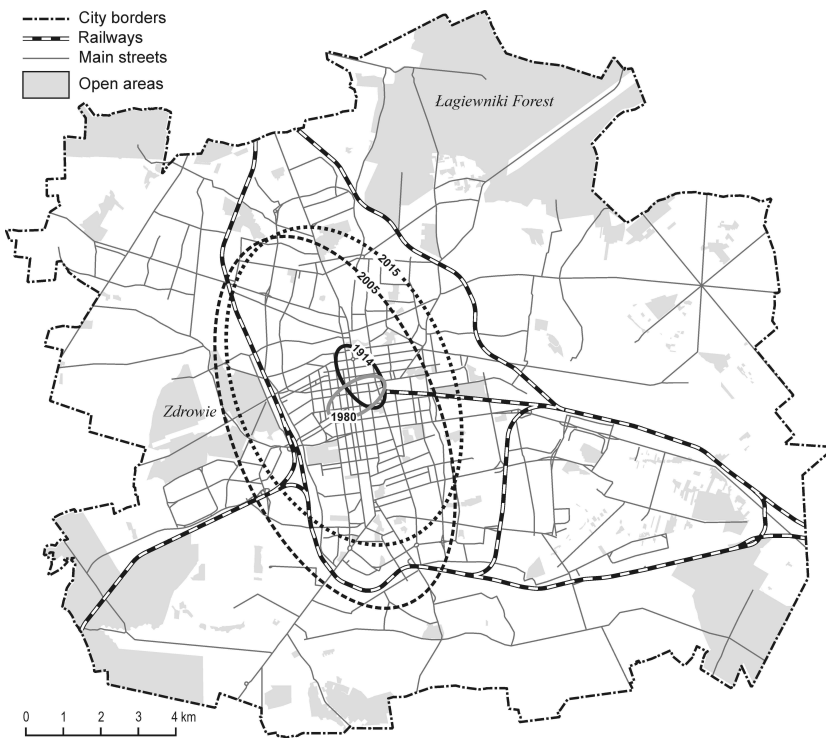 City borders
Railways
Main streets
Open areas
Łagiewniki Forest
2015
2005
1914
Zdrowie
1980
0 1 2 3 4 km